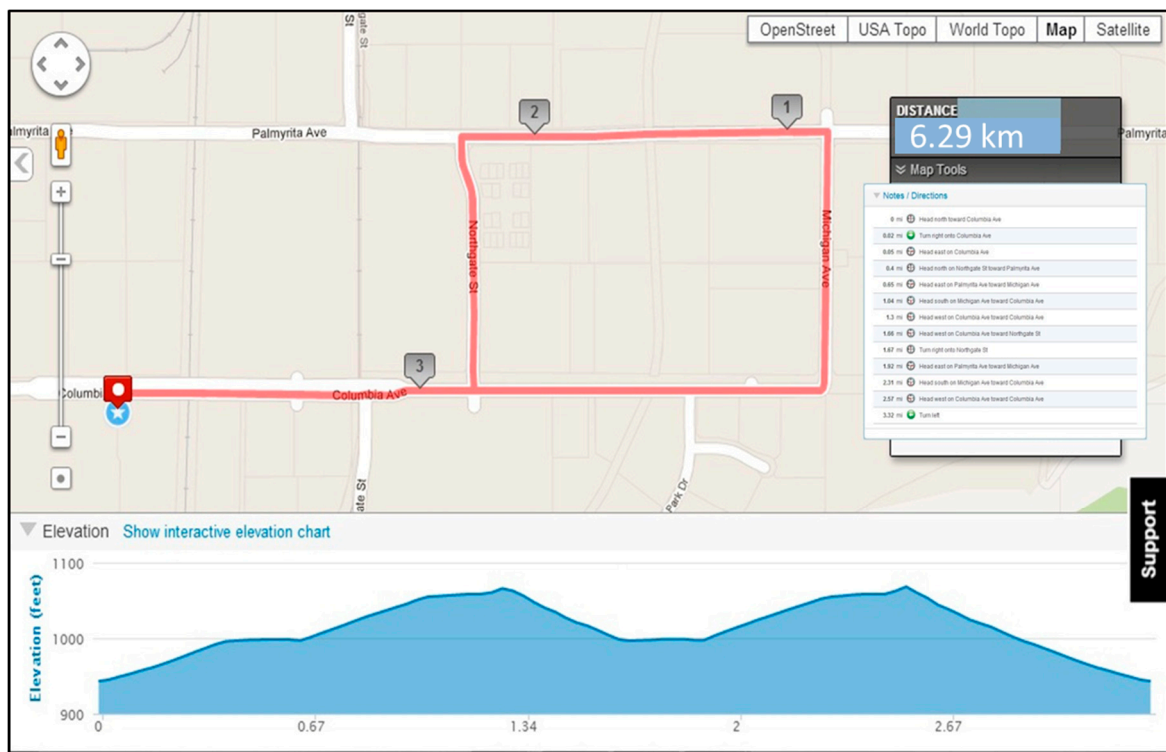 St
gate St
OpenStreet USA Topo World Topo Map Satellite
1
2
almyrita Ave
Palmyrita Ave
Palmyrita
DISTANCE
6.29 km
Map Tools
Notes / Directions
0 mi Head north toward Columbia Ave
0.02 mi Turn right onto Columbia Ave
0.05 mi Head east on Columbia Ave
0.4 mi Head north on Northgate St toward Palmyrita Ave
0.65 mi Head east on Palmyrita Ave toward Michigan Ave
1.04 mi Head south on Michigan Ave toward Columbia Ave
1.3 mi Head west on Columbia Ave toward Columbia Ave
1.66 mi Head west on Columbia Ave toward Northgate St
1.67 mi Turn right onto Northgate St
1.92 mi Head east on Palmyrita Ave toward Michigan Ave
2.31 mi Head south on Michigan Ave toward Columbia Ave
2.57 mi Head west on Columbia Ave toward Columbia Ave
3.32 mi Turn left
Northgate St
Michigan Ave
3
Columbi
Columbia Ave
ate St
Park Dr
Support
Elevation Show interactive elevation chart
Elevation (feet)
1100
1000
900
0 0.67 1.34 2 2.67